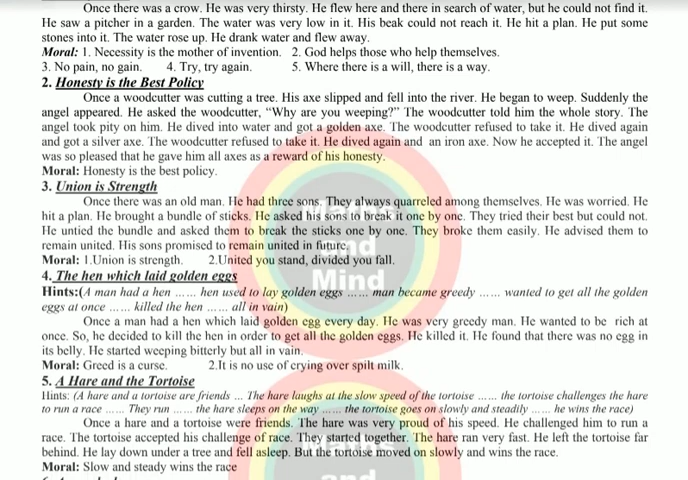 Once there was a crow. He was very thirsty. He flew here and there in search of water, but he could not find it.
He saw a pitcher in a garden. The water was very low in it. His beak could not reach it. He hit a plan. He put some
stones into it. The water rose up. He drank water and flew away.
Moral: 1. Necessity is the mother of invention. 2. God helps those who help themselves.
3. No pain, no gain. 4. Try, try again. 5. Where there is a will, there is a way.
2. Honesty is the Best Policy
Once a woodcutter was cutting a tree. His axe slipped and fell into the river. He began to weep. Suddenly the
angel appeared. He asked the woodcutter, “Why are you weeping?” The woodcutter told him the whole story. The
angel took pity on him. He dived into water and got a golden axe. The woodcutter refused to take it. He dived again
and got a silver axe. The woodcutter refused to take it. He dived again and an iron axe. Now he accepted it. The angel
was so pleased that he gave him all axes as a reward of his honesty.
Moral: Honesty is the best policy.
3. Union is Strength
Once there was an old man. He had three sons. They always quarreled among themselves. He was worried. He
hit a plan. He brought a bundle of sticks. He asked his sons to break it one by one. They tried their best but could not.
He untied the bundle and asked them to break the sticks one by one. They broke them easily. He advised them to
remain united. His sons promised to remain united in future.
Moral: 1.Union is strength. 2.United you stand, divided you fall.
4. The hen which laid golden eggs
Hints:(A man had a hen ...... hen used to lay golden eggs ...... man became greedy ...... wanted to get all the golden
eggs at once ...... killed the hen ...... all in vain)
Once a man had a hen which laid golden egg every day. He was very greedy man. He wanted to be rich at
once. So, he decided to kill the hen in order to get all the golden eggs. He killed it. He found that there was no egg in
its belly. He started weeping bitterly but all in vain.
Moral: Greed is a curse. 2.It is no use of crying over spilt milk.
5. A Hare and the Tortoise
Hints: (A hare and a tortoise are friends ... The hare laughs at the slow speed of the tortoise ...... the tortoise challenges the hare
to run a race ...... They run ...... the hare sleeps on the way ...... the tortoise goes on slowly and steadily ...... he wins the race)
Once a hare and a tortoise were friends. The hare was very proud of his speed. He challenged him to run a
race. The tortoise accepted his challenge of race. They started together. The hare ran very fast. He left the tortoise far
behind. He lay down under a tree and fell asleep. But the tortoise moved on slowly and wins the race.
Moral: Slow and steady wins the race